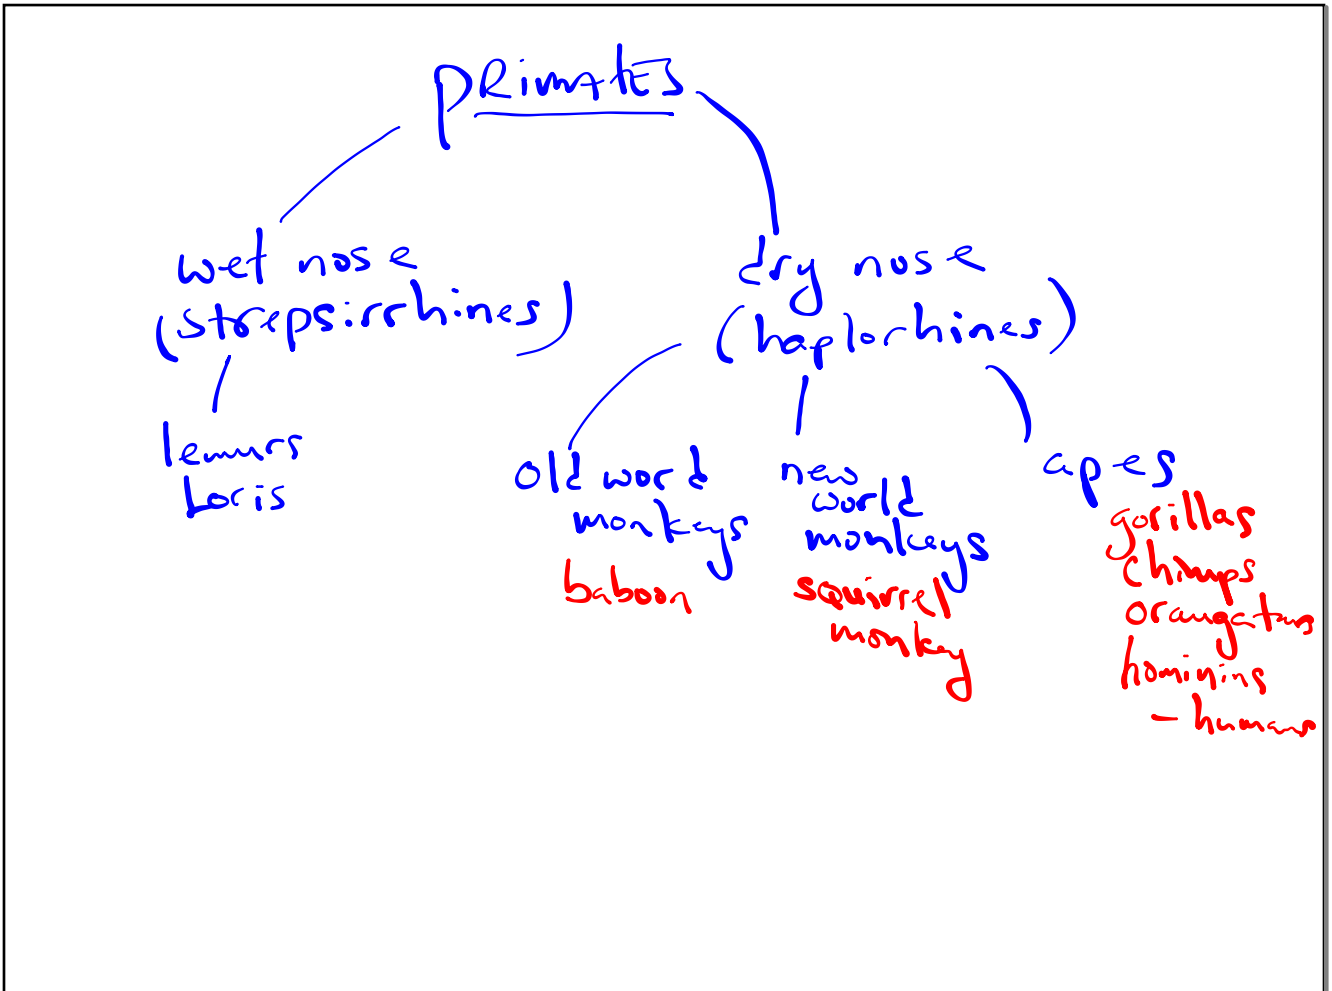 PRimatES
wet nose
(strepsirrhines)
lemurs
Loris
dry nose
(haplorhines)
old word
monkeys
baboon
new
world
monkeys
squirrel
monkey
apes
gorillas
chimps
orangatans
hominins
- humans